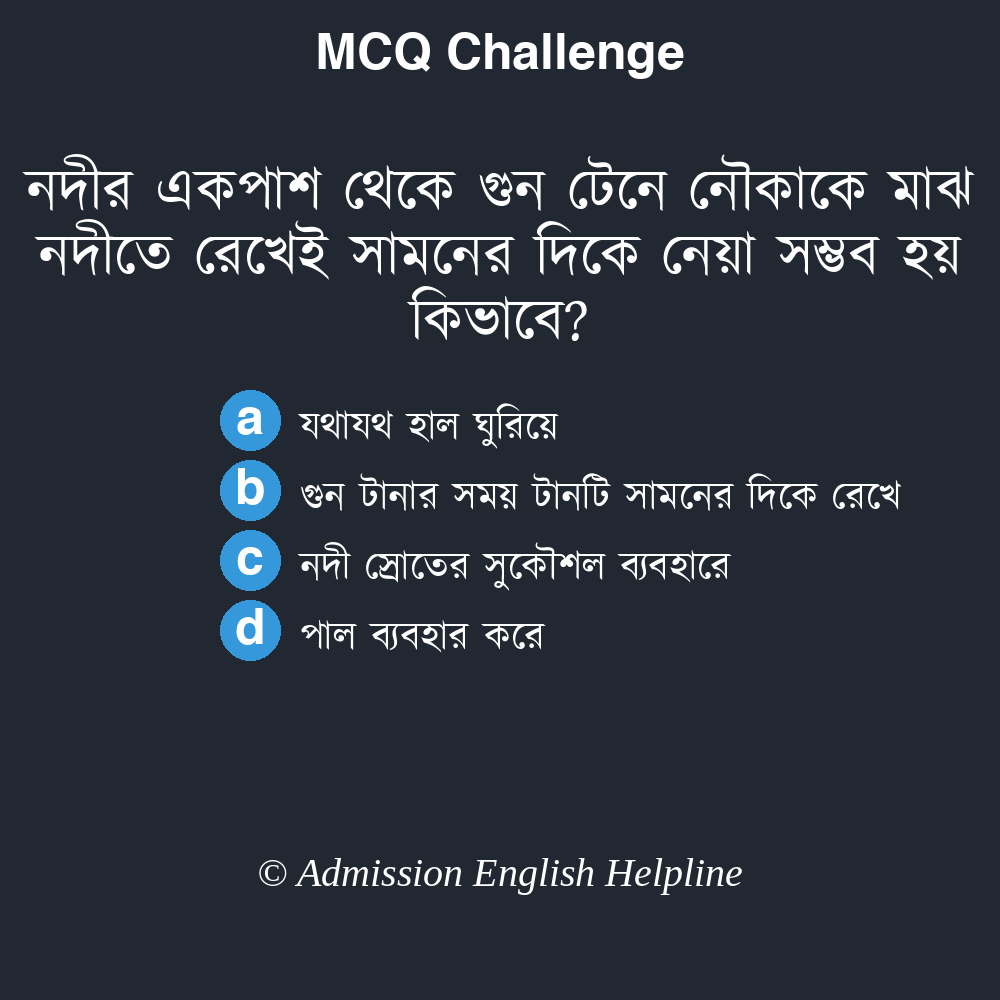 MCQ Challenge
নদীর একপাশ থেকে গুন টেনে নৌকাকে মাঝ
নদীতে রেখেই সামনের দিকে নেয়া সম্ভব হয়
কিভাবে?
a যথাযথ হাল ঘুরিয়ে
b গুন টানার সময় টানটি সামনের দিকে রেখে
c নদী স্রোতের সুকৌশল ব্যবহারে
d পাল ব্যবহার করে
© Admission English Helpline